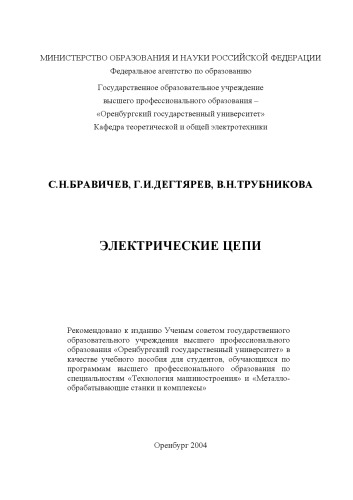 МИНИСТЕРСТВО ОБРАЗОВАНИЯ И НАУКИ РОССИЙСКОЙ ФЕДЕРАЦИИ
Федеральное агентство по образованию
Государственное образовательное учреждение
высшего профессионального образования –
«Оренбургский государственный университет»
Кафедра теоретической и общей электротехники
С.Н.БРАВИЧЕВ, Г.И.ДЕГТЯРЕВ, В.Н.ТРУБНИКОВА
ЭЛЕКТРИЧЕСКИЕ ЦЕПИ
Рекомендовано к изданию Ученым советом государственного
образовательного учреждения высшего профессионального
образования «Оренбургский государственный университет» в
качестве учебного пособия для студентов, обучающихся по
программам высшего профессионального образования по
специальностям «Технология машиностроения» и «Металло-
обрабатывающие станки и комплексы»
Оренбург 2004